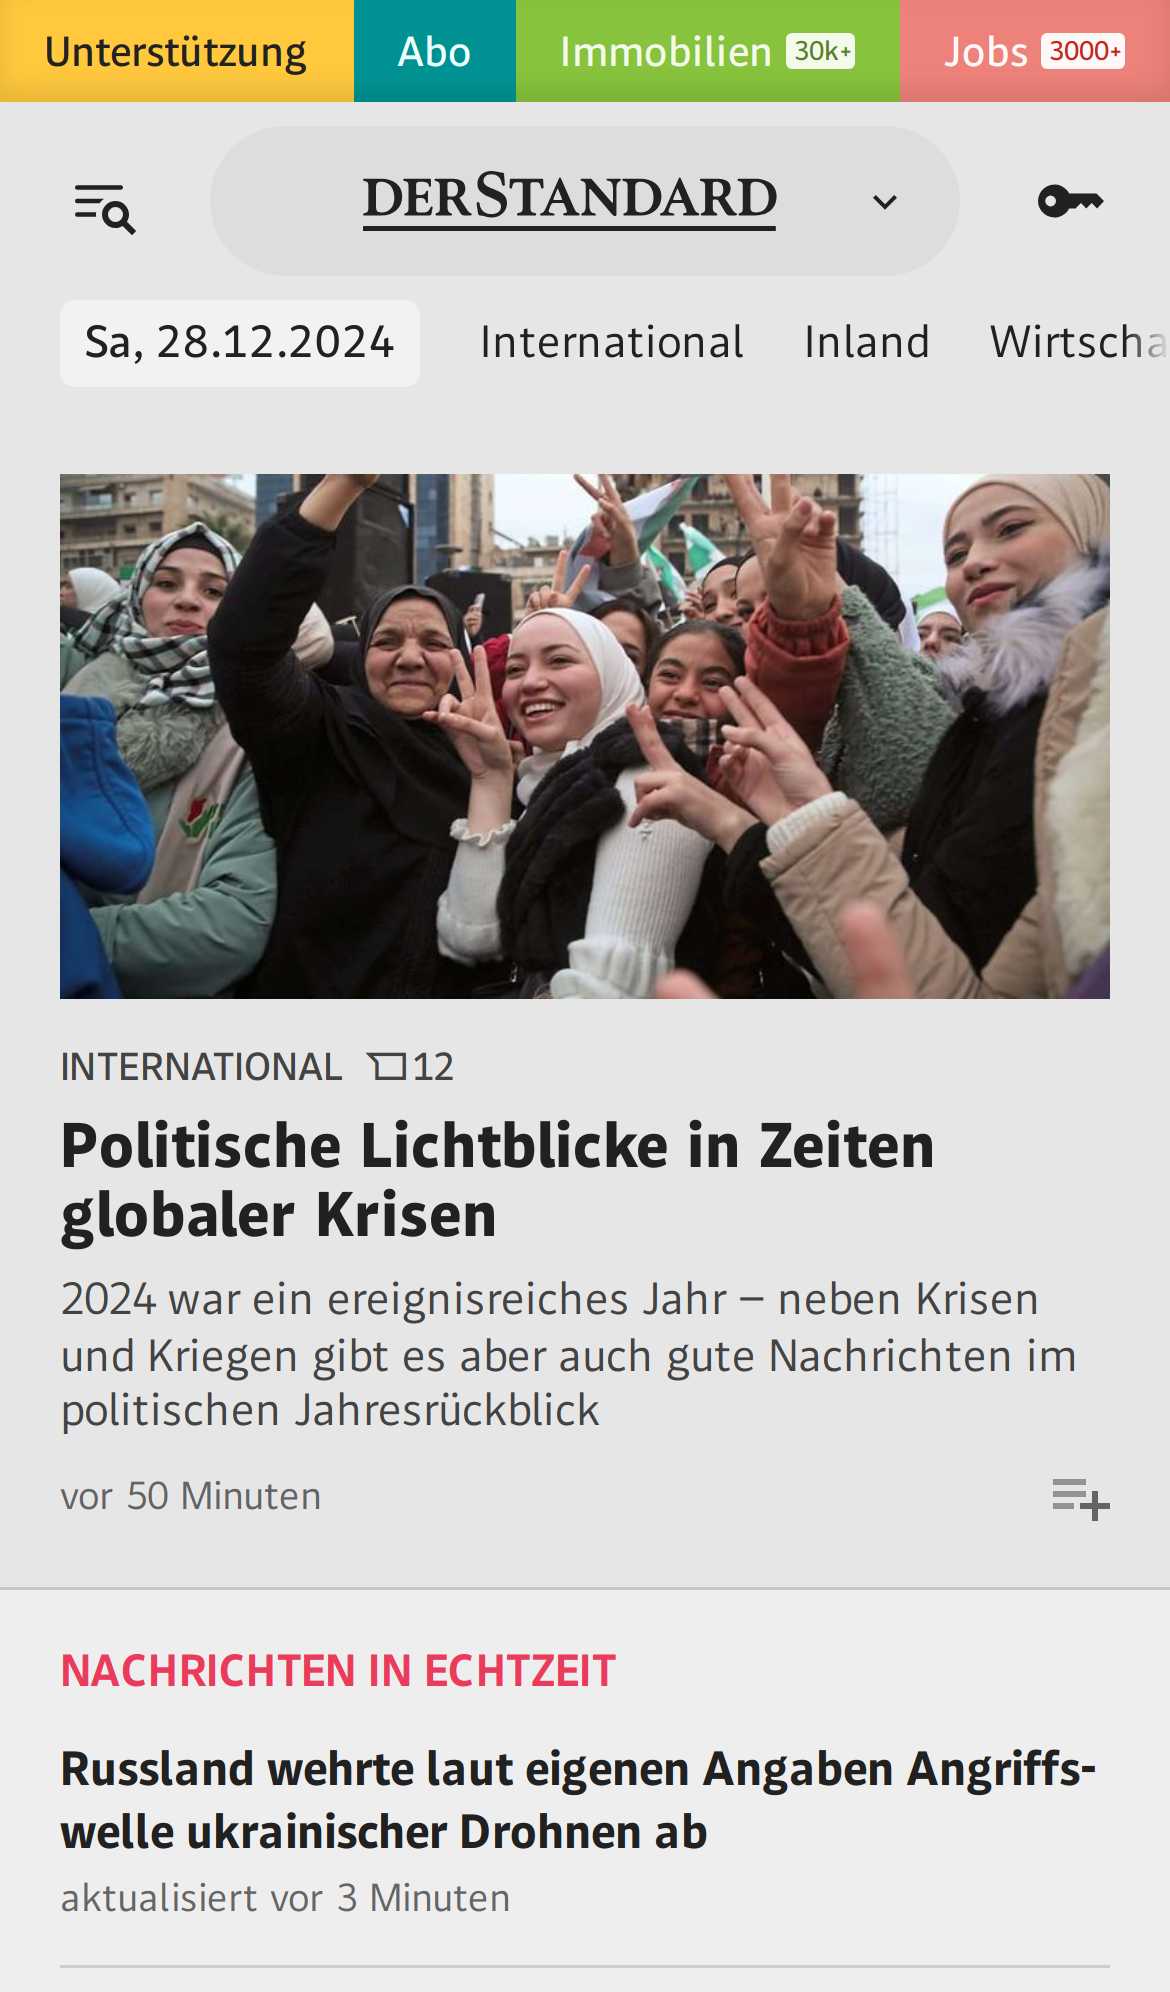 Unterstützung Abo Immobilien 30k+ Jobs 3000+
DERSTANDARD
Sa, 28.12.2024 International Inland Wirtscha
INTERNATIONAL 12
Politische Lichtblicke in Zeiten
globaler Krisen
2024 war ein ereignisreiches Jahr – neben Krisen
und Kriegen gibt es aber auch gute Nachrichten im
politischen Jahresrückblick
vor 50 Minuten
NACHRICHTEN IN ECHTZEIT
Russland wehrte laut eigenen Angaben Angriffs-
welle ukrainischer Drohnen ab
aktualisiert vor 3 Minuten